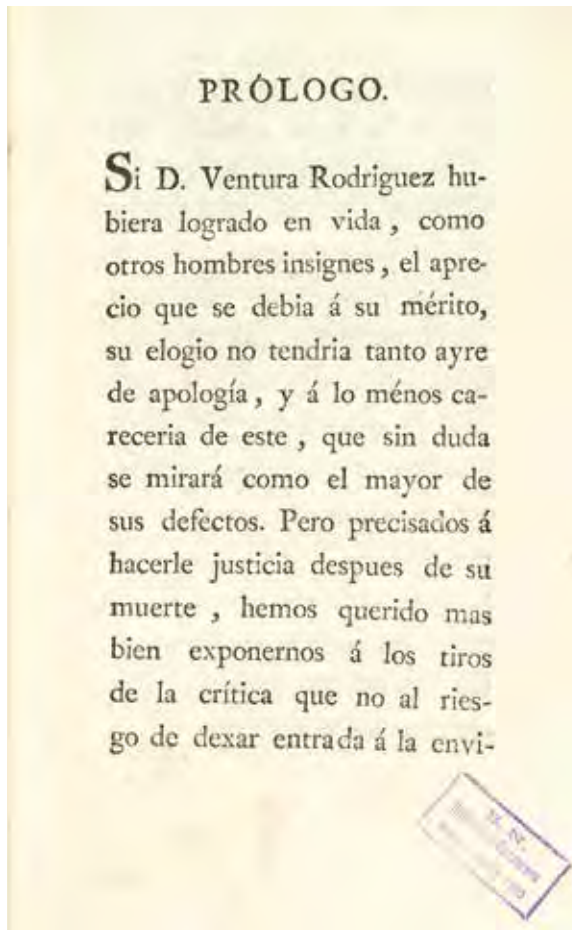 PRÓLOGO.
Si D. Ventura Rodriguez hu-
biera logrado en vida, como
otros hombres insignes, el apre-
cio que se debia á su mérito,
su elogio no tendria tanto ayre
de apología, y á lo ménos ca-
receria de este, que sin duda
se mirará como el mayor de
sus defectos. Pero precisados á
hacerle justicia despues de su
muerte, hemos querido mas
bien exponernos á los tiros
de la crítica que no al ries-
go de dexar entrada á la envi-